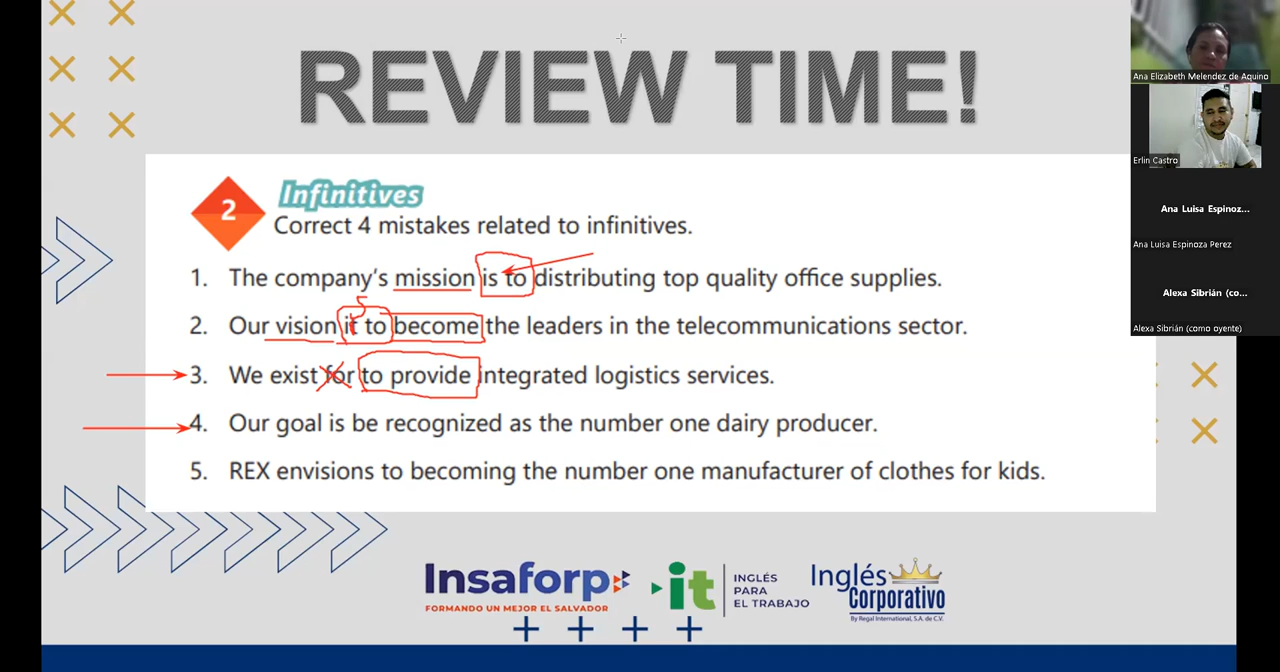 REVIEW TIME!
2
Infinitives
Correct 4 mistakes related to infinitives.
1. The company's mission is to distributing top quality office supplies.
s
2. Our vision it to become the leaders in the telecommunications sector.
3. We exist for to provide integrated logistics services.
4. Our goal is be recognized as the number one dairy producer.
5. REX envisions to becoming the number one manufacturer of clothes for kids.
Insaforp
FORMANDO UN MEJOR EL SALVADOR
it
INGLÉS
PARA
EL TRABAJO
Inglés
Corporativo
By Regal International, S.A. de C.V.
Ana Elizabeth Melendez de Aquino
Erlin Castro
Ana Luisa Espinoz...
Ana Luisa Espinoza Perez
Alexa Sibrián (co...
Alexa Sibrián (como oyente)